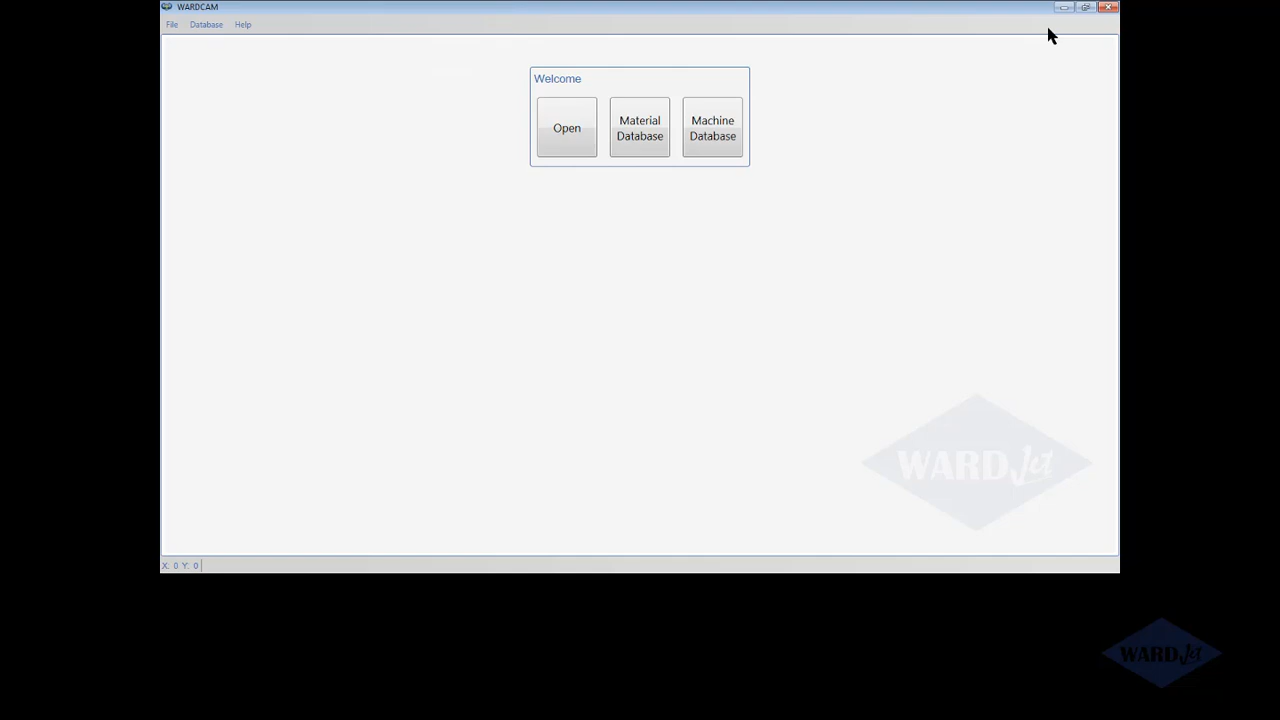 WARDCAM
File Database Help
Welcome
Open
Material
Database
Machine
Database
WARDJet
X: 0 Y: 0
WARDJet